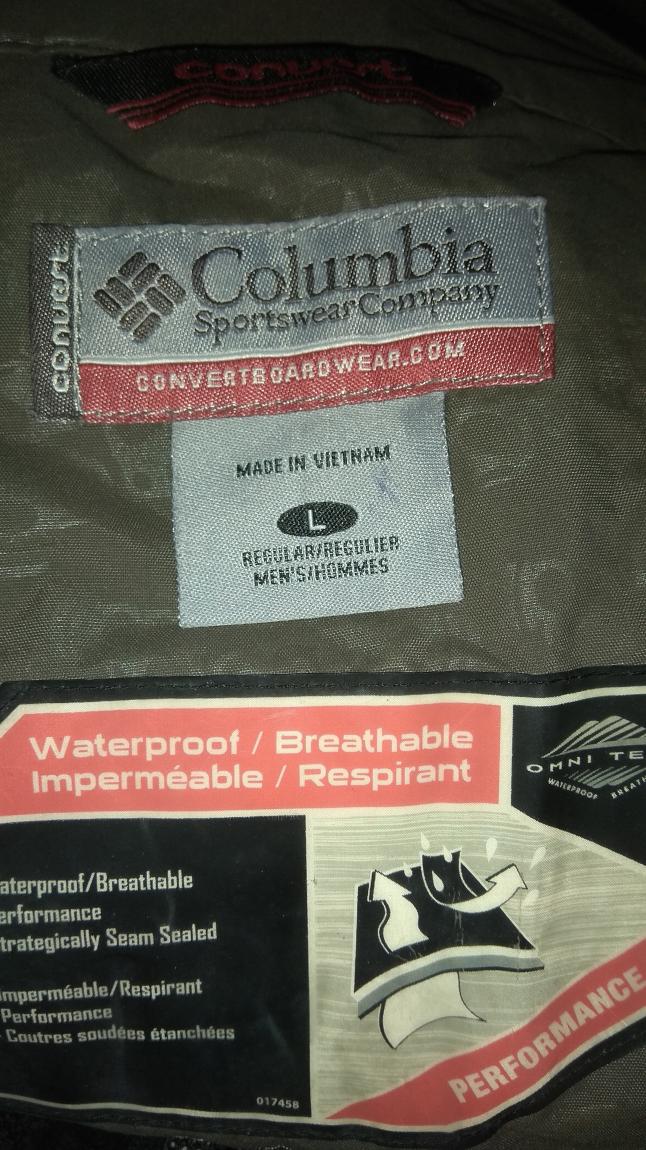 convert
convert
Columbia
Sportswear Company
CONVERTBOARDWEAR.COM
MADE IN VIETNAM
L
REGULAR/REGULIER
MEN'S/HOMMES
Waterproof / Breathable
Imperméable / Respirant
OMNI TE
WATERPROOF BREATH
aterproof/Breathable
erformance
trategically Seam Sealed
mperméable/Respirant
Performance
Coutres soudées étanchées
017458
PERFORMANCE